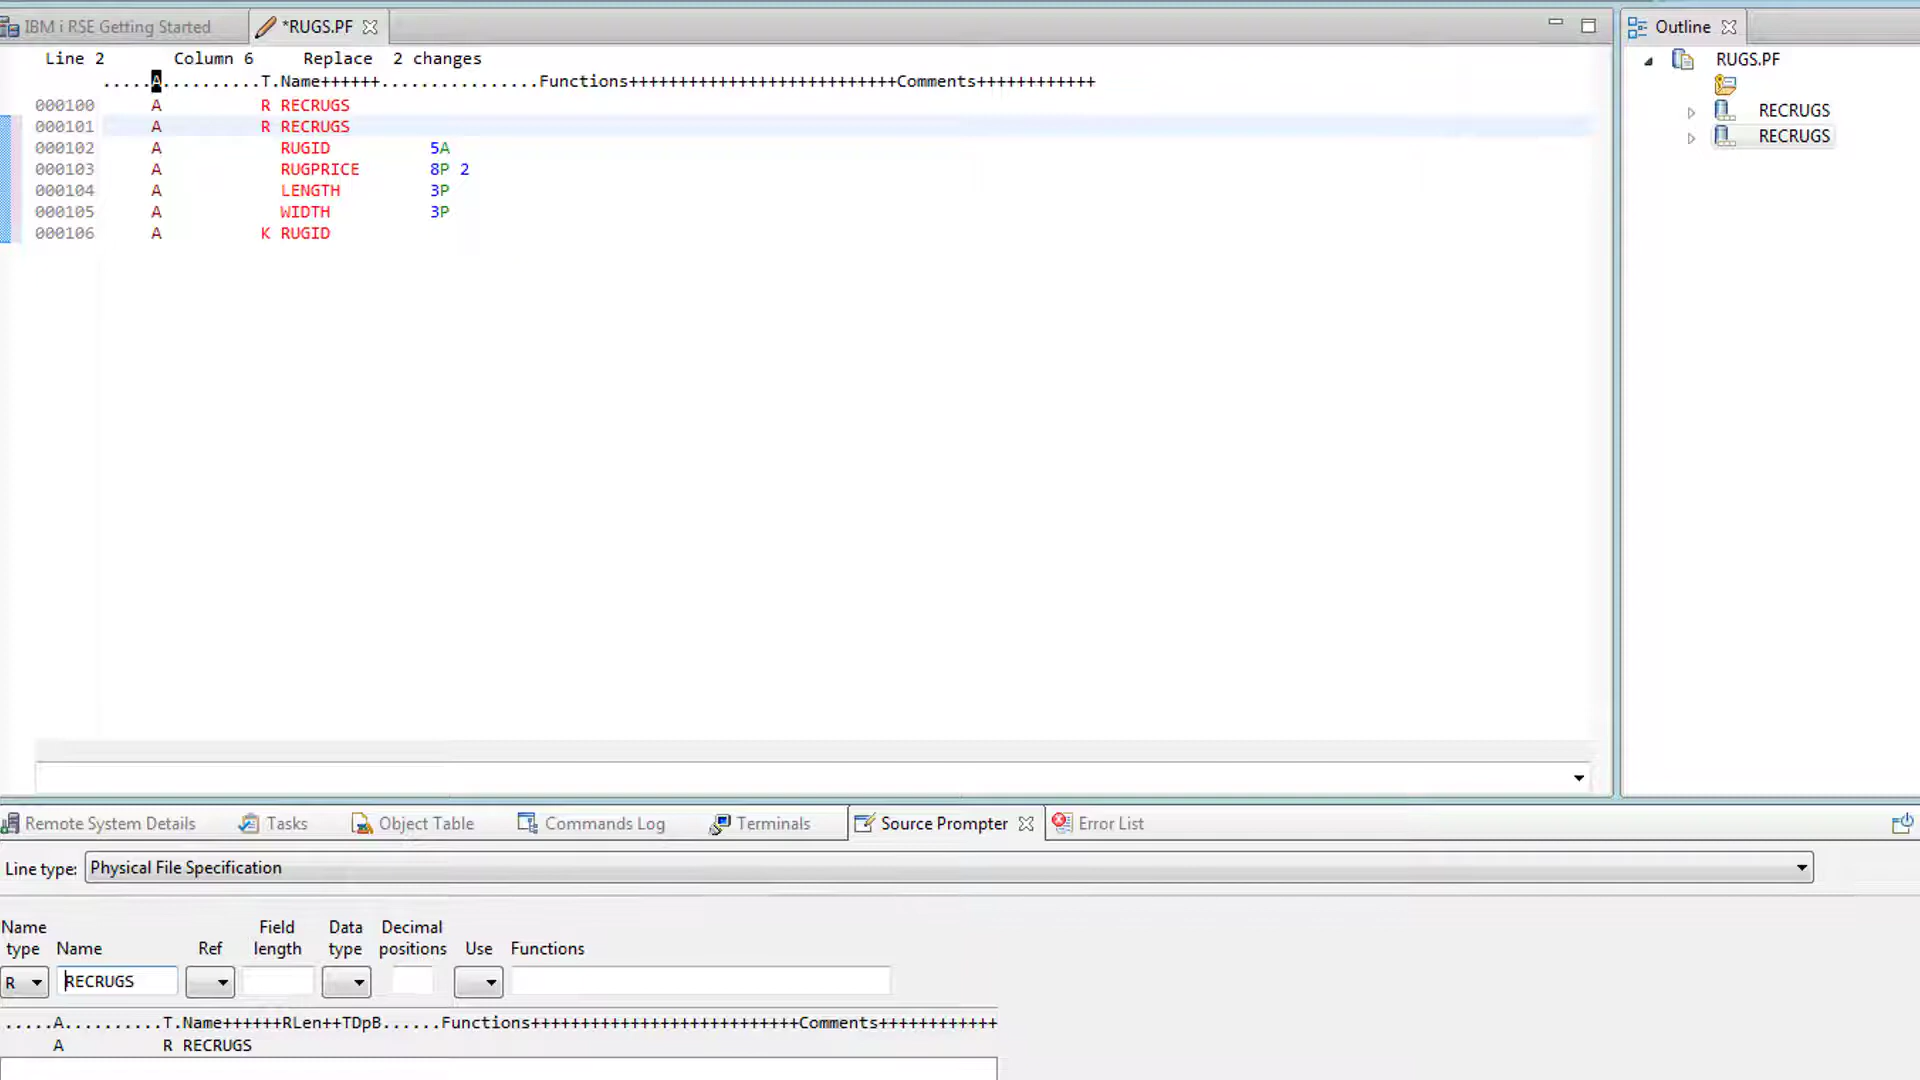 IBM i RSE Getting Started
*RUGS.PF
Outline
Line 2 Column 6 Replace 2 changes
.....A..........T.Name++++++................Functions+++++++++++++++++++++++++++Comments++++++++++++
000100 A R RECRUGS
000101 A R RECRUGS
000102 A RUGID 5A
000103 A RUGPRICE 8P 2
000104 A LENGTH 3P
000105 A WIDTH 3P
000106 A K RUGID
RUGS.PF
RECRUGS
RECRUGS
Remote System Details Tasks Object Table Commands Log Terminals Source Prompter Error List
Line type: Physical File Specification
Name type Name Ref Field length Data type Decimal positions Use Functions
R RECRUGS
.....A..........T.Name++++++RLen++TDpB......Functions+++++++++++++++++++++++++++Comments++++++++++++
A R RECRUGS